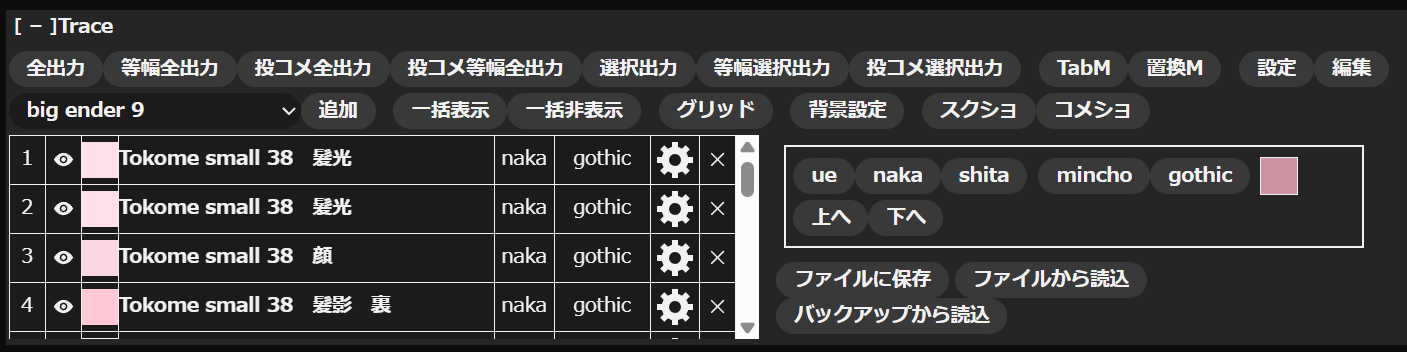 [ − ]Trace
全出力 等幅全出力 投コメ全出力 投コメ等幅全出力 選択出力 等幅選択出力 投コメ選択出力 TabM 置換M 設定 編集
big ender 9 追加 一括表示 一括非表示 グリッド 背景設定 スクショ コメショ
1 Tokome small 38　髪光 naka gothic ×
2 Tokome small 38　髪光 naka gothic ×
3 Tokome small 38　顔 naka gothic ×
4 Tokome small 38　髪影　裏 naka gothic ×
ue naka shita mincho gothic
上へ 下へ
ファイルに保存 ファイルから読込
バックアップから読込